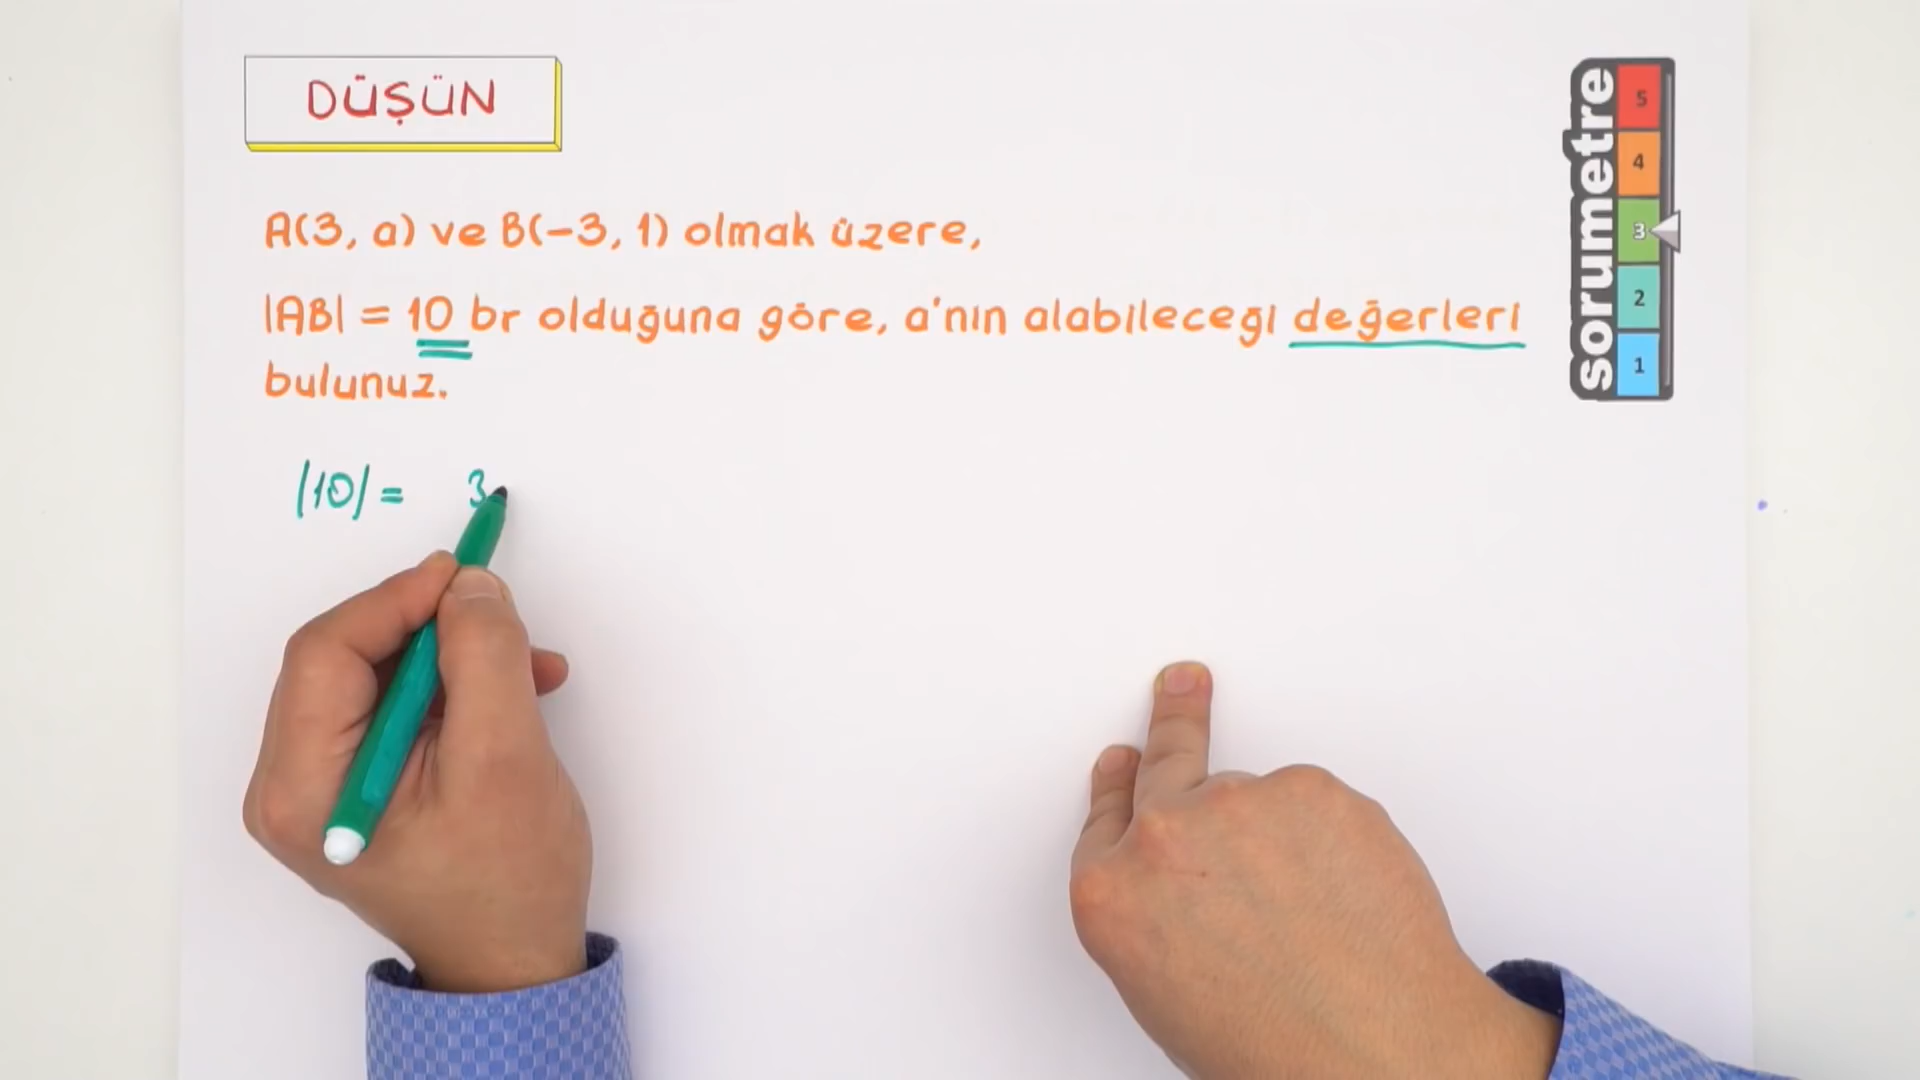 DÜŞÜN
A(3, a) ve B(-3, 1) olmak üzere,
|AB| = 10 br olduğuna göre, a'nın alabileceği değerleri
bulunuz.
|10| = 3
sorumetre
5
4
3
2
1